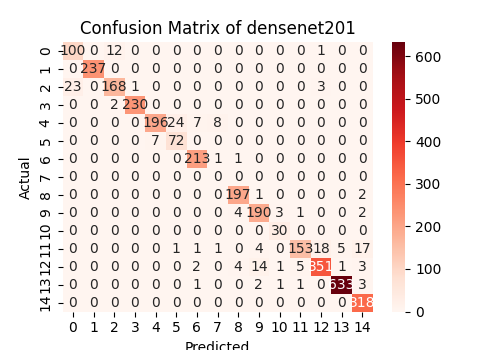 Confusion Matrix of densenet201
0 100 0 12 0 0 0 0 0 0 0 0 0 1 0 0
1 0 237 0 0 0 0 0 0 0 0 0 0 0 0 0
2 23 0 168 1 0 0 0 0 0 0 0 0 3 0 0
3 0 0 2 230 0 0 0 0 0 0 0 0 0 0 0
4 0 0 0 0 196 24 7 8 0 0 0 0 0 0 0
5 0 0 0 0 7 72 0 0 0 0 0 0 0 0 0
6 0 0 0 0 0 0 213 1 1 0 0 0 0 0 0
7 0 0 0 0 0 0 0 0 0 0 0 0 0 0 0
8 0 0 0 0 0 0 0 0 197 1 0 0 0 0 2
9 0 0 0 0 0 0 0 0 4 190 3 1 0 0 2
10 0 0 0 0 0 0 0 0 0 0 30 0 0 0 0
11 0 0 0 0 0 1 1 1 0 4 0 153 18 5 17
12 0 0 0 0 0 0 2 0 4 14 1 5 351 1 3
13 0 0 0 0 0 0 1 0 0 2 1 1 0 633 3
14 0 0 0 0 0 0 0 0 0 0 0 0 0 0 318
0 1 2 3 4 5 6 7 8 9 10 11 12 13 14
Predicted
Actual
600
500
400
300
200
100
0